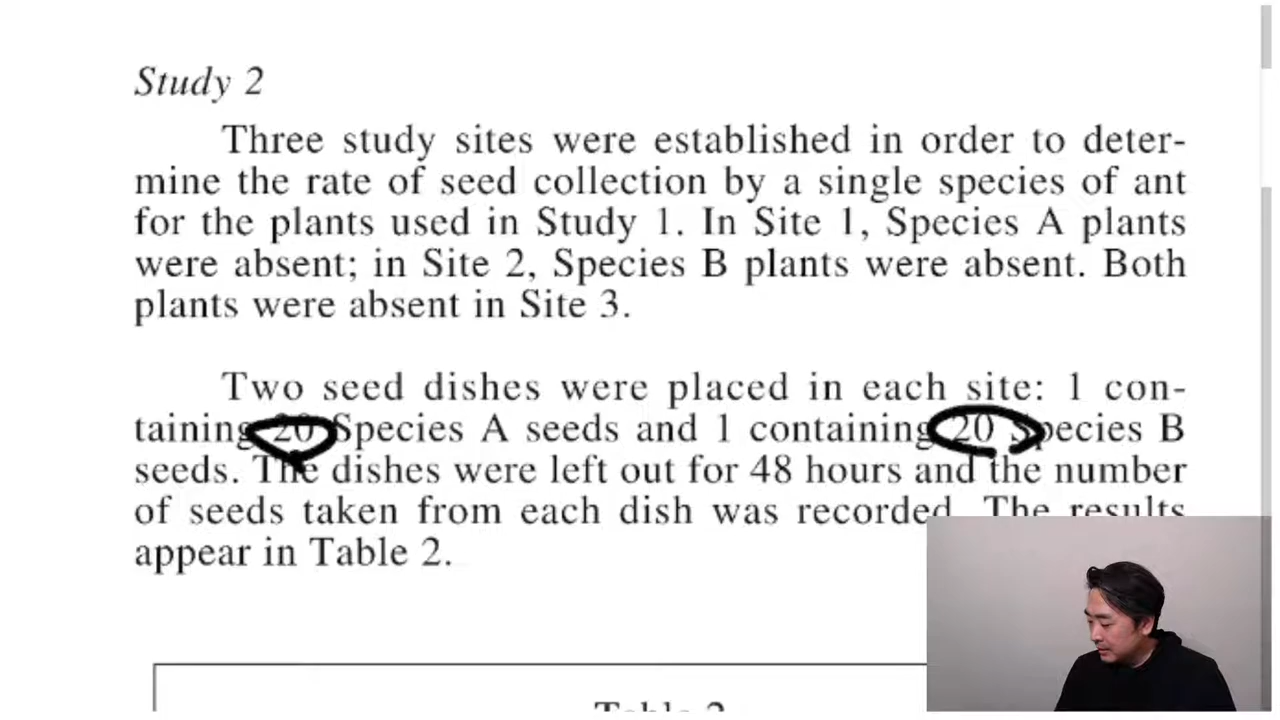 Study 2
Three study sites were established in order to deter-
mine the rate of seed collection by a single species of ant
for the plants used in Study 1. In Site 1, Species A plants
were absent; in Site 2, Species B plants were absent. Both
plants were absent in Site 3.
Two seed dishes were placed in each site: 1 con-
taining 20 Species A seeds and 1 containing 20 Species B
seeds. The dishes were left out for 48 hours and the number
of seeds taken from each dish was recorded. The results
appear in Table 2.
Table 2